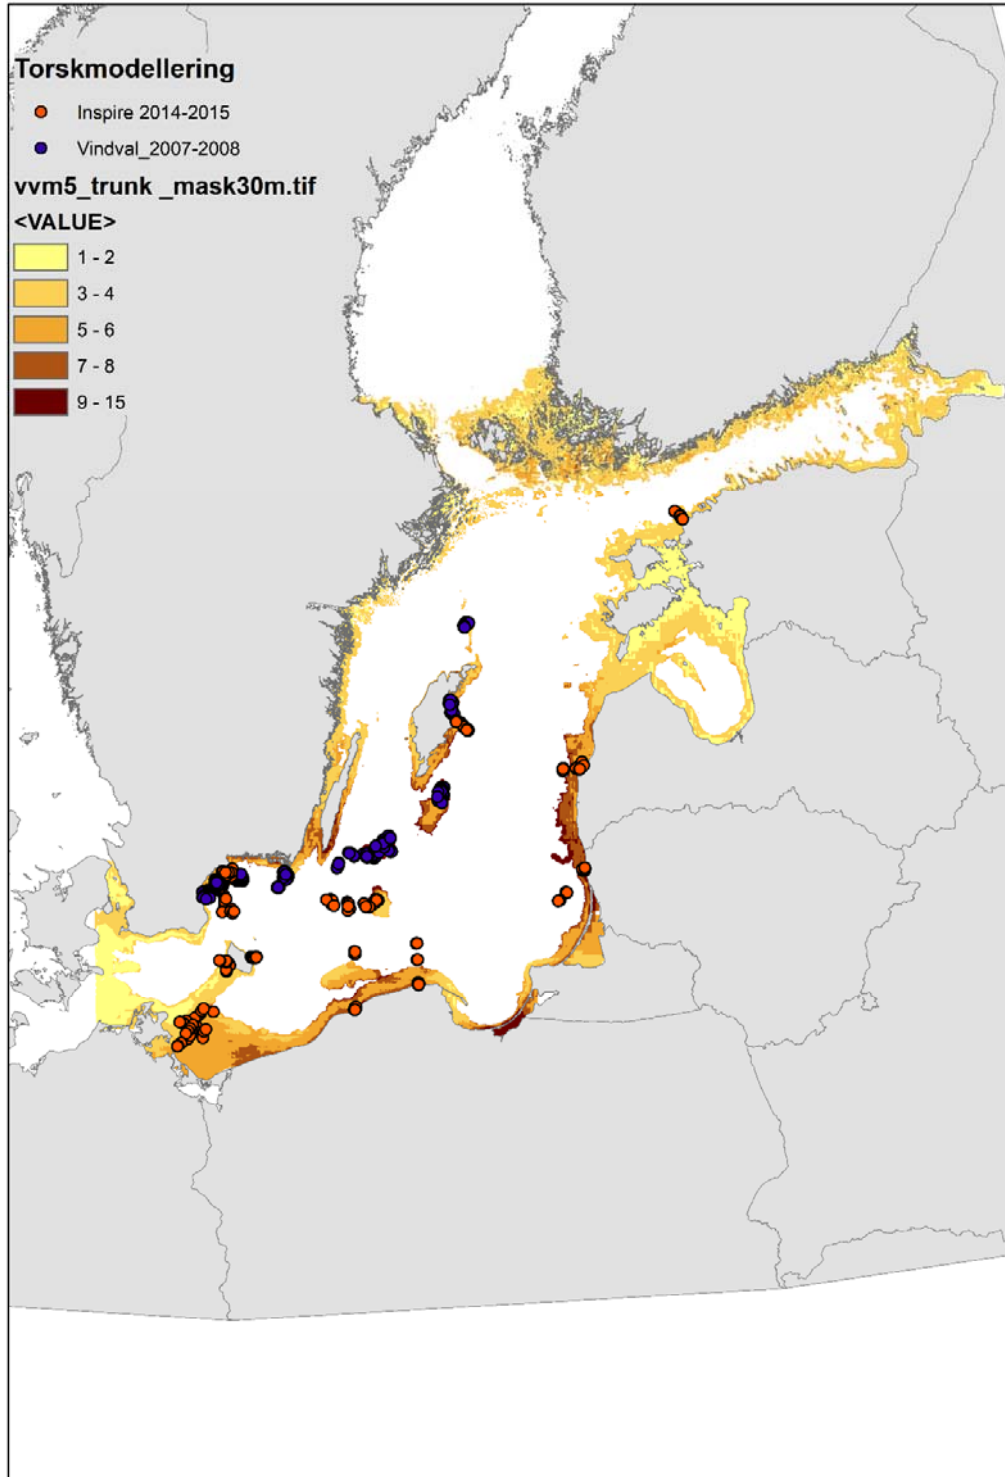 Torskmodellering
Inspire 2014-2015
Vindval_2007-2008
vvm5_trunk _mask30m.tif
<VALUE>
1 - 2
3 - 4
5 - 6
7 - 8
9 - 15